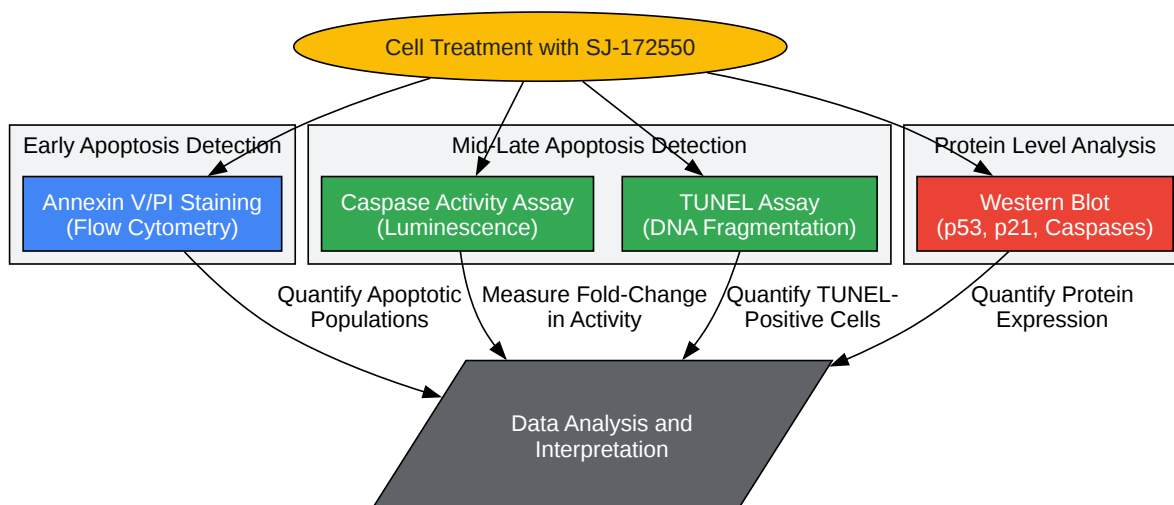 Cell Treatment with SJ-172550
Early Apoptosis Detection
Mid-Late Apoptosis Detection
Protein Level Analysis
Annexin V/PI Staining
(Flow Cytometry)
Caspase Activity Assay
(Luminescence)
TUNEL Assay
(DNA Fragmentation)
Western Blot
(p53, p21, Caspases)
Quantify Apoptotic
Populations
Measure Fold-Change
in Activity
Quantify TUNEL-
Positive Cells
Quantify Protein
Expression
Data Analysis and
Interpretation